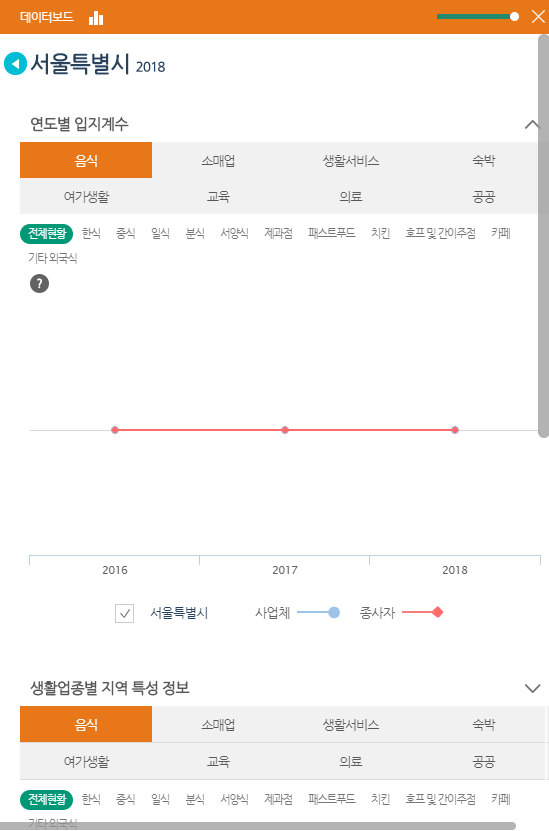 데이터보드
서울특별시 2018
연도별 입지계수
음식 소매업 생활서비스 숙박
여가생활 교육 의료 공공
전체현황 한식 중식 일식 분식 서양식 제과점 패스트푸드 치킨 호프 및 간이주점 카페
기타 외국식
?
2016 2017 2018
서울특별시 사업체 종사자
생활업종별 지역 특성 정보
음식 소매업 생활서비스 숙박
여가생활 교육 의료 공공
전체현황 한식 중식 일식 분식 서양식 제과점 패스트푸드 치킨 호프 및 간이주점 카페
기타 외국식